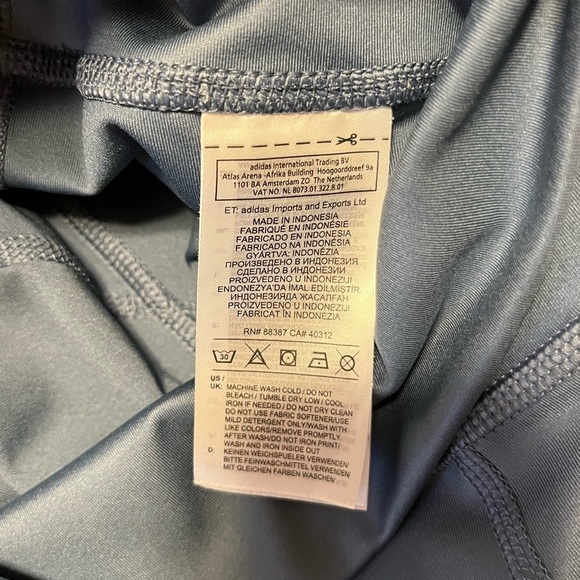 adidas International Trading BV
Atlas Arena -Afrika Building Hoogoorddreef 9a
1101 BA Amsterdam ZO The Netherlands
VAT NO. NL 8073.01.322.B.01
ET: adidas Imports and Exports Ltd
MADE IN INDONESIA
FABRIQUÉ EN INDONÉSIE
FABRICADO EN INDONESIA
FABRICADO NA INDONÉSIA
GYÁRTVA: INDONÉZIA
ПРОИЗВЕДЕНО В ИНДОНЕЗИЯ
СДЕЛАНО В ИНДОНЕЗИИ
PROIZVEDENO U INDONEZIJI
ENDONEZYA'DA İMAL EDİLMİŞTİR.
ИНДОНЕЗИЯДА ЖАСАЛҒАН
PROIZVEDENO U INDONEZIJI
FABRICAT ÎN INDONEZIA
RN# 88387 CA# 40312
30
US /
UK: MACHINE WASH COLD / DO NOT
BLEACH / TUMBLE DRY LOW / COOL
IRON IF NEEDED / DO NOT DRY CLEAN
DO NOT USE FABRIC SOFTENER/USE
MILD DETERGENT ONLY/WASH WITH
LIKE COLORS/REMOVE PROMPTLY
AFTER WASH/DO NOT IRON PRINT/
WASH AND IRON INSIDE OUT
D: KEINEN WEICHSPUELER VERWENDEN/
BITTE FEINWASCHMITTEL VERWENDEN/
MIT GLEICHEN FARBEN WASCHEN/